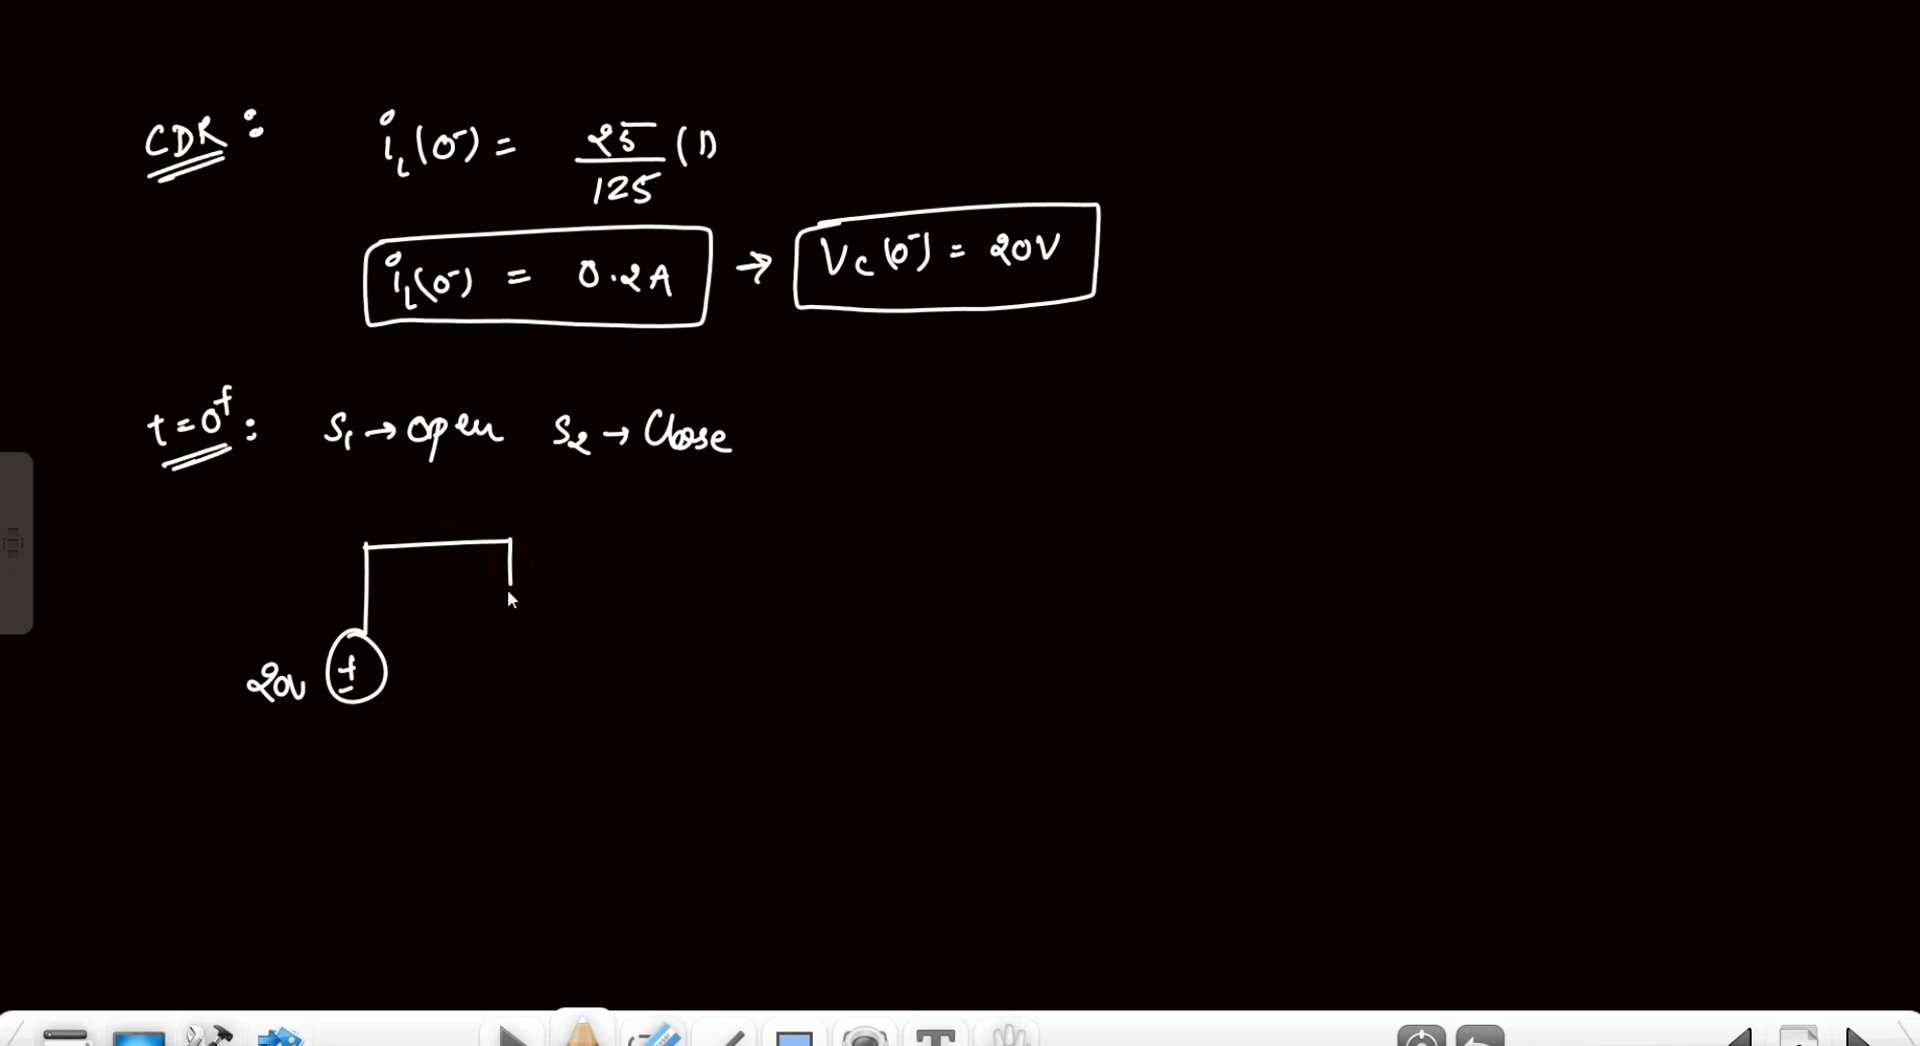 CDR : i_L(0⁻) = 25/125 (1)
i_L(0⁻) = 0.2A → V_C(0⁻) = 20V
t=0⁺ : S₁ → open S₂ → Close
20V ±